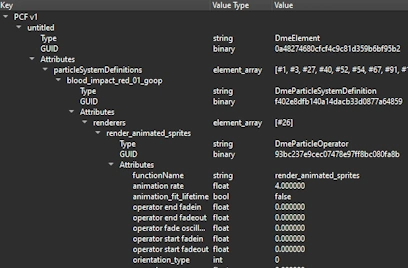 Key Value Type Value
PCF v1
untitled
Type string DmeElement
GUID binary 0a48274680cfcf4c9c81d359b6bf95b2
Attributes
particleSystemDefinitions element_array [#1, #3, #27, #40, #52, #54, #67, #91, #1
blood_impact_red_01_goop
Type string DmeParticleSystemDefinition
GUID binary f402e8dfb140a14dacb33d0877a64859
Attributes
renderers element_array [#26]
render_animated_sprites
Type string DmeParticleOperator
GUID binary 93bc237e9cec07478e97ff8bc080fa8b
Attributes
functionName string render_animated_sprites
animation rate float 4.000000
animation_fit_lifetime bool false
operator end fadein float 0.000000
operator end fadeout float 0.000000
operator fade oscill... float 0.000000
operator start fadein float 0.000000
operator start fadeout float 0.000000
orientation_type int 0